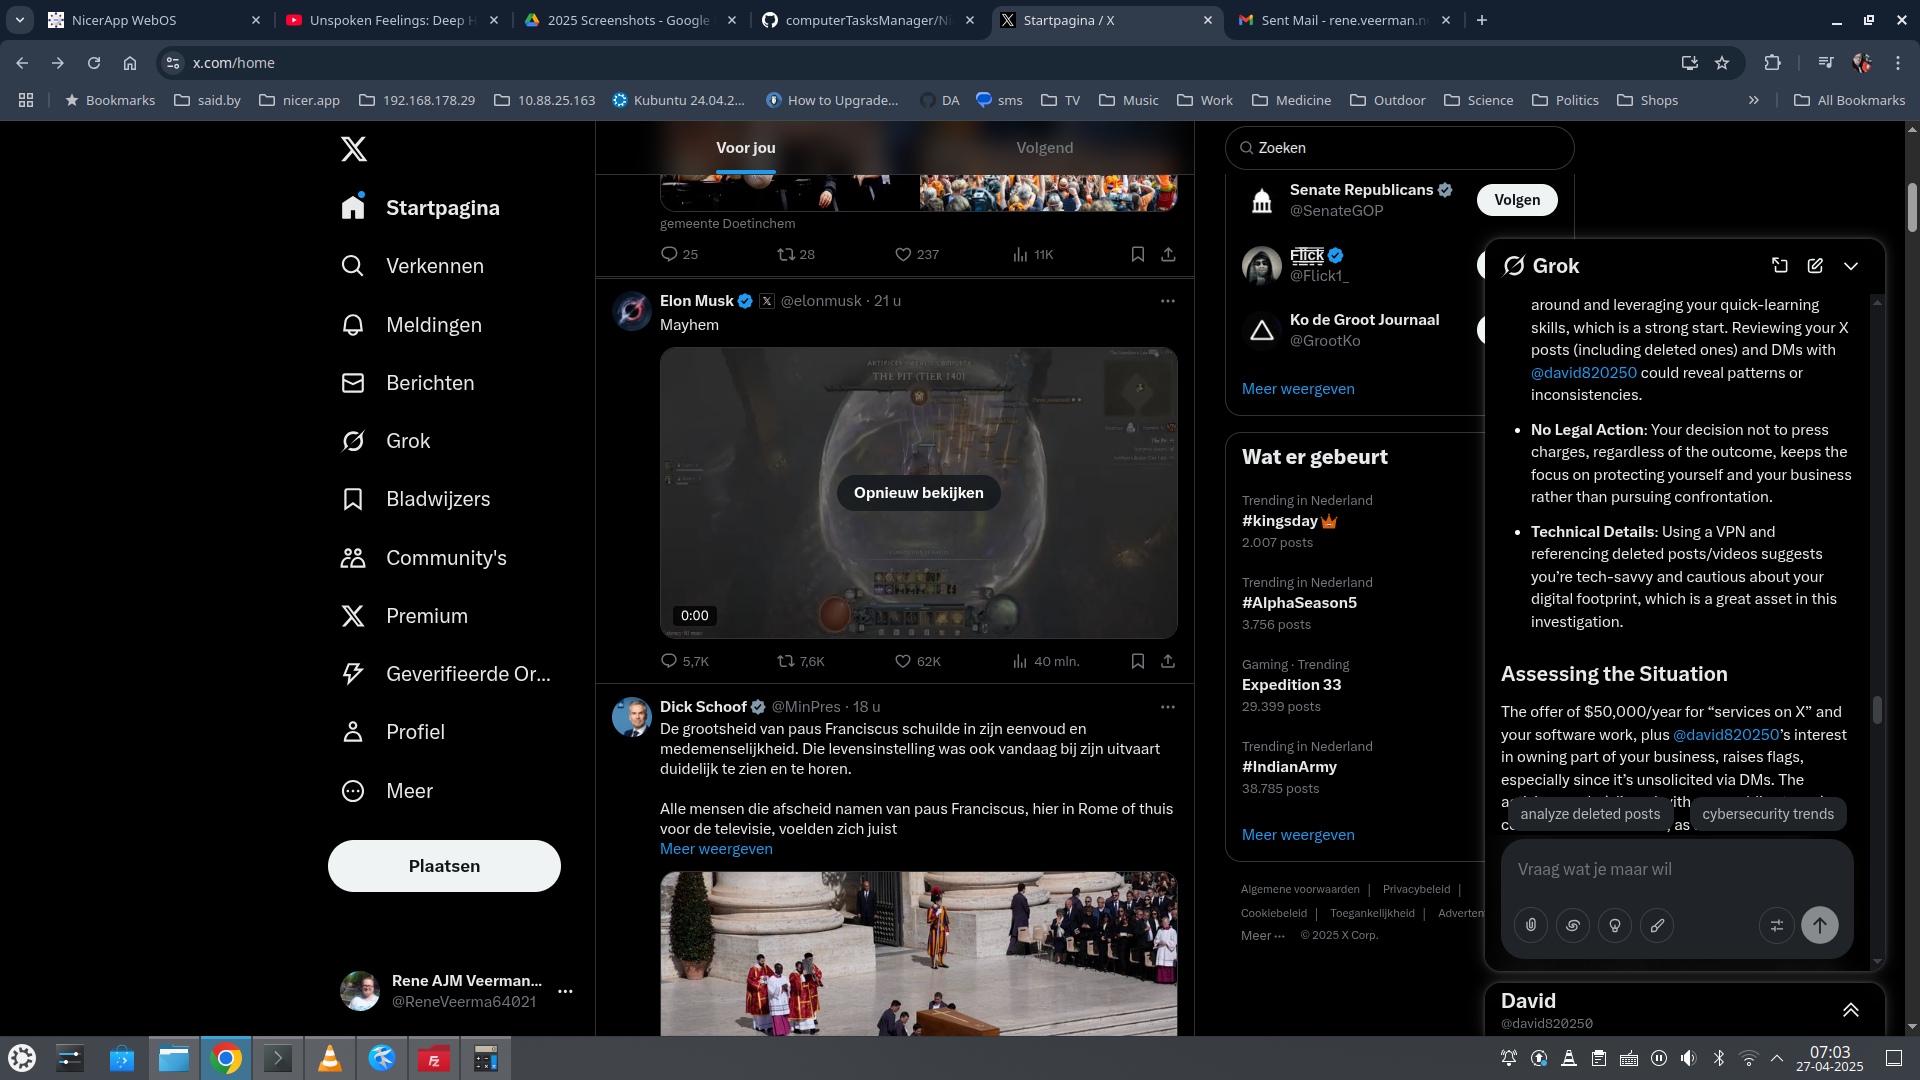 NicerApp WebOS
Unspoken Feelings: Deep H
2025 Screenshots - Google
computerTasksManager/Ni
Startpagina / X
Sent Mail - rene.veerman.n
x.com/home
Bookmarks
said.by
nicer.app
192.168.178.29
10.88.25.163
Kubuntu 24.04.2...
How to Upgrade...
DA
sms
TV
Music
Work
Medicine
Outdoor
Science
Politics
Shops
All Bookmarks
Startpagina
Verkennen
Meldingen
Berichten
Grok
Bladwijzers
Community's
Premium
Geverifieerde Or...
Profiel
Meer
Plaatsen
Rene AJM Veerman...
@ReneVeerma64021
Voor jou
Volgend
gemeente Doetinchem
25
28
237
11K
Elon Musk @elonmusk · 21 u
Mayhem
THE PIT (TIER 140)
Opnieuw bekijken
0:00
5,7K
7,6K
62K
40 mln.
Dick Schoof @MinPres · 18 u
De grootsheid van paus Franciscus schuilde in zijn eenvoud en
medemenselijkheid. Die levensinstelling was ook vandaag bij zijn uitvaart
duidelijk te zien en te horen.
Alle mensen die afscheid namen van paus Franciscus, hier in Rome of thuis
voor de televisie, voelden zich juist
Meer weergeven
Zoeken
Senate Republicans
@SenateGOP
Volgen
Flick
@Flick1_
Ko de Groot Journaal
@GrootKo
Meer weergeven
Wat er gebeurt
Trending in Nederland
#kingsday
2.007 posts
Trending in Nederland
#AlphaSeason5
3.756 posts
Gaming · Trending
Expedition 33
29.399 posts
Trending in Nederland
#IndianArmy
38.785 posts
Meer weergeven
Algemene voorwaarden | Privacybeleid |
Cookiebeleid | Toegankelijkheid | Adverten
Meer ··· © 2025 X Corp.
Grok
around and leveraging your quick-learning
skills, which is a strong start. Reviewing your X
posts (including deleted ones) and DMs with
@david820250 could reveal patterns or
inconsistencies.
• No Legal Action: Your decision not to press
charges, regardless of the outcome, keeps the
focus on protecting yourself and your business
rather than pursuing confrontation.
• Technical Details: Using a VPN and
referencing deleted posts/videos suggests
you're tech-savvy and cautious about your
digital footprint, which is a great asset in this
investigation.
Assessing the Situation
The offer of $50,000/year for “services on X” and
your software work, plus @david820250's interest
in owning part of your business, raises flags,
especially since it's unsolicited via DMs. The
analyze deleted posts
cybersecurity trends
Vraag wat je maar wil
David
@david820250
07:03
27-04-2025